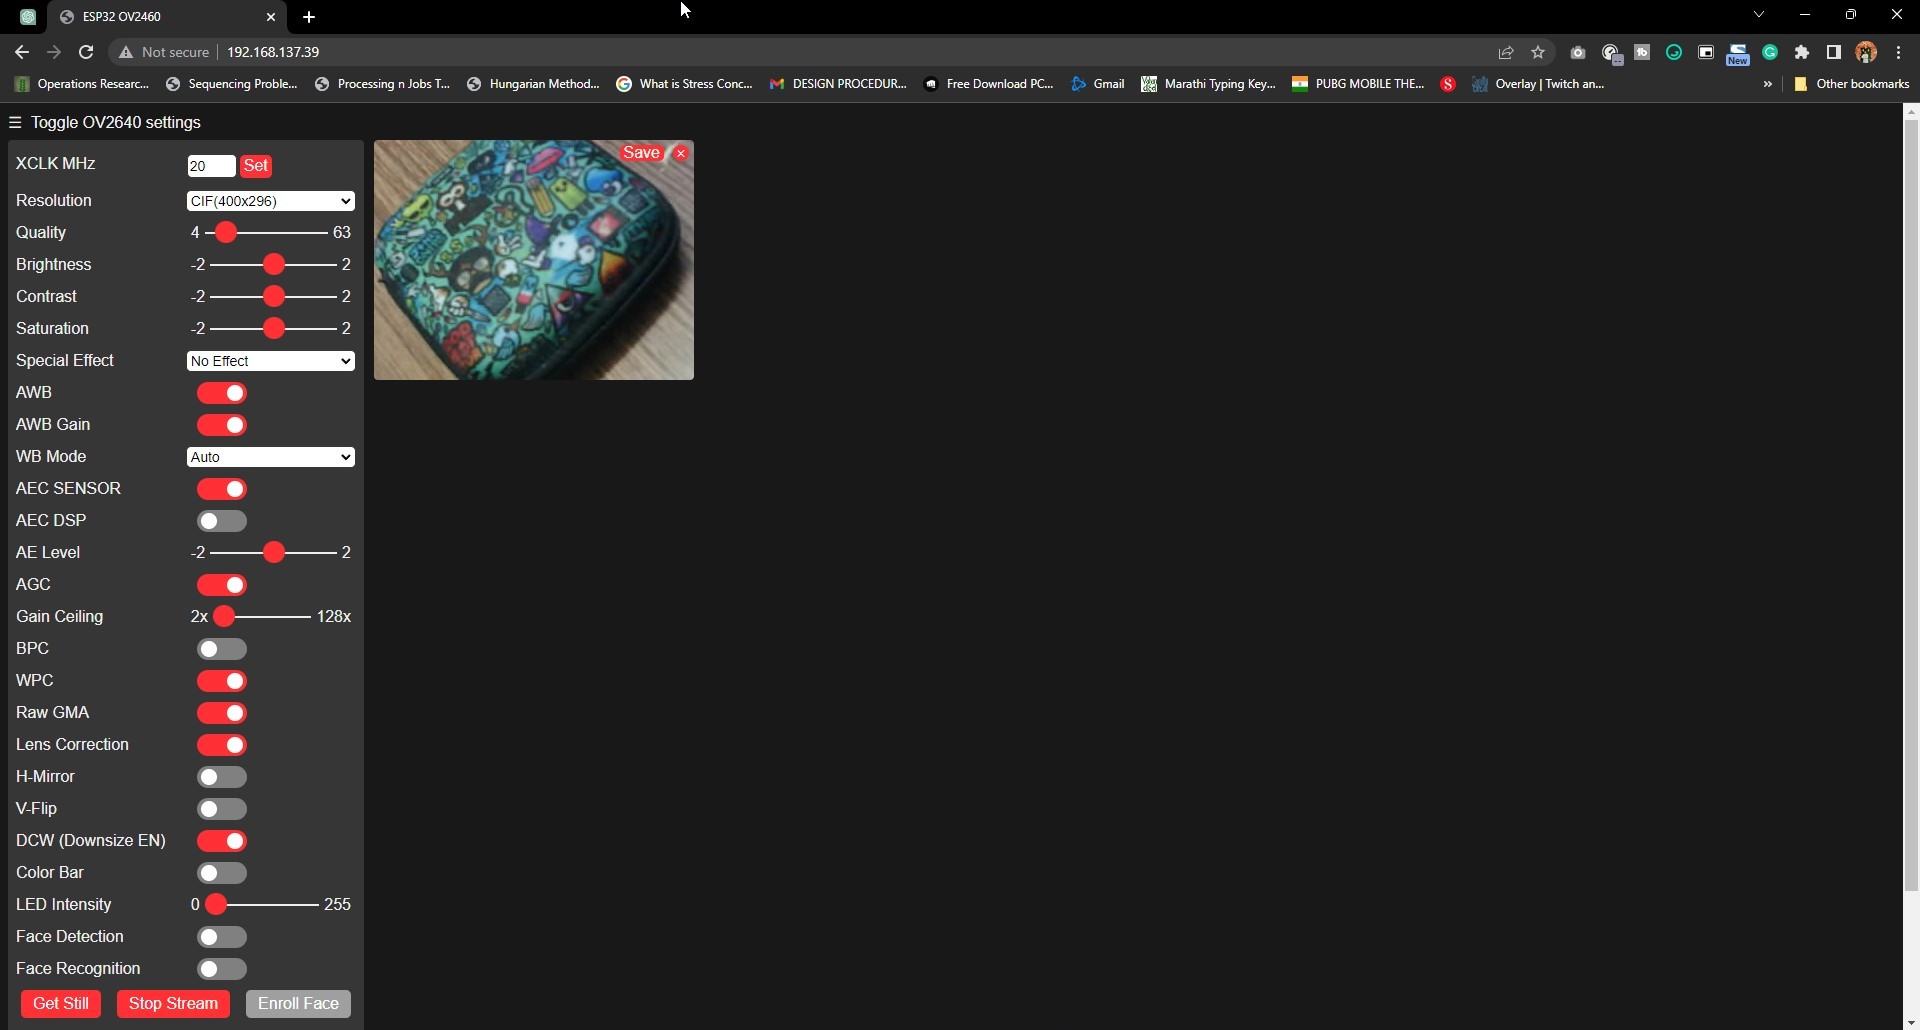 ESP32 OV2460
Not secure 192.168.137.39
New
Operations Researc... Sequencing Proble... Processing n Jobs T... Hungarian Method... What is Stress Conc... DESIGN PROCEDUR... Free Download PC... Gmail Marathi Typing Key... PUBG MOBILE THE... Overlay | Twitch an... » Other bookmarks
☰ Toggle OV2640 settings
XCLK MHz 20 Set
Save ×
Resolution CIF(400x296)
Quality 4 63
Brightness -2 2
Contrast -2 2
Saturation -2 2
Special Effect No Effect
AWB
AWB Gain
WB Mode Auto
AEC SENSOR
AEC DSP
AE Level -2 2
AGC
Gain Ceiling 2x 128x
BPC
WPC
Raw GMA
Lens Correction
H-Mirror
V-Flip
DCW (Downsize EN)
Color Bar
LED Intensity 0 255
Face Detection
Face Recognition
Get Still Stop Stream Enroll Face